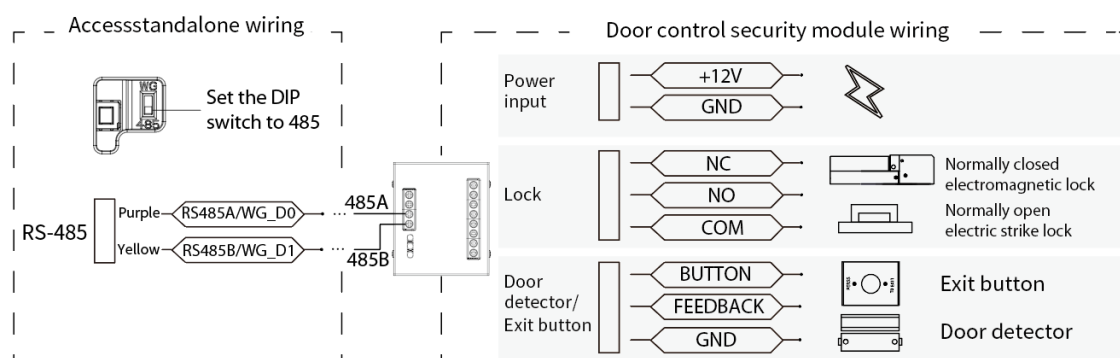 Accessstandalone wiring
Door control security module wiring
WG
485
Set the DIP
switch to 485
RS-485
Purple
RS485A/WG_D0
485A
Yellow
RS485B/WG_D1
485B
Power
input
+12V
GND
Lock
NC
NO
COM
Normally closed
electromagnetic lock
Normally open
electric strike lock
Door
detector/
Exit button
BUTTON
FEEDBACK
GND
Exit button
Door detector